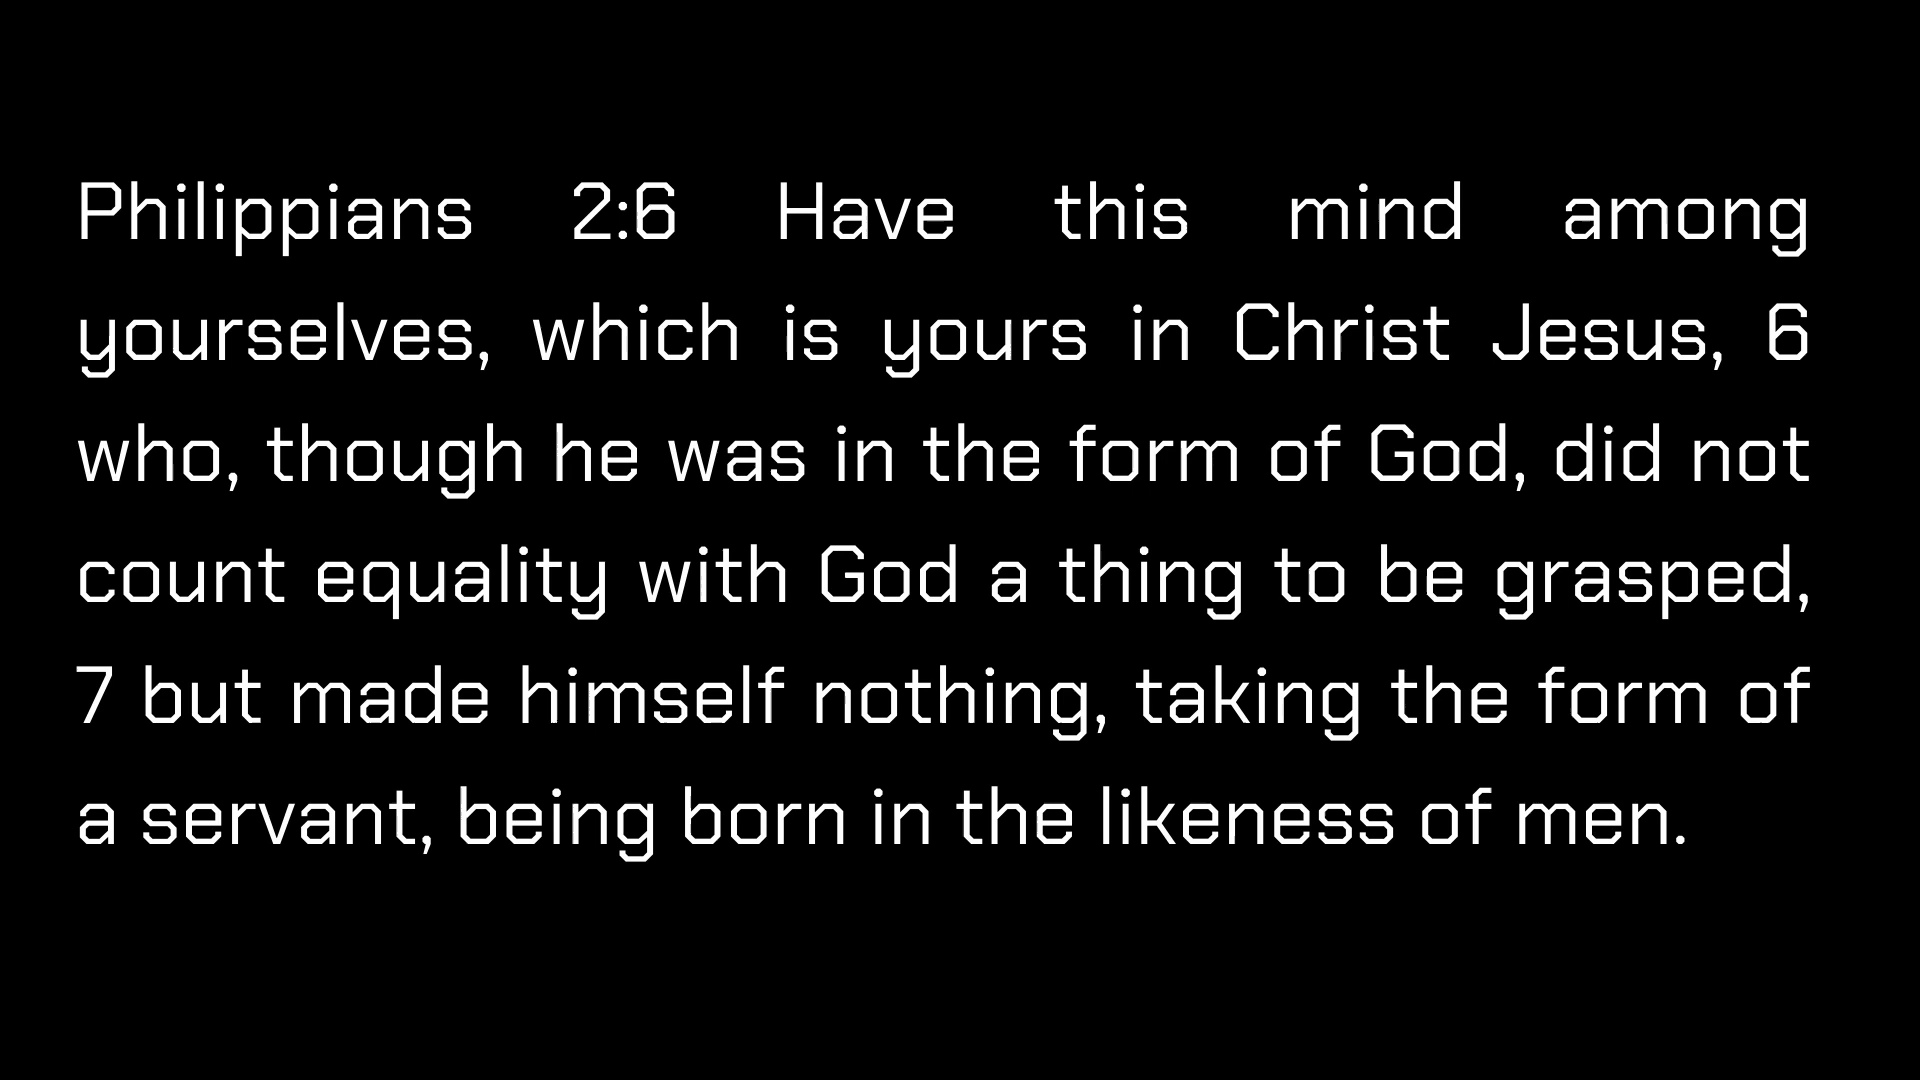 Philippians 2:6 Have this mind among
yourselves, which is yours in Christ Jesus, 6
who, though he was in the form of God, did not
count equality with God a thing to be grasped,
7 but made himself nothing, taking the form of
a servant, being born in the likeness of men.